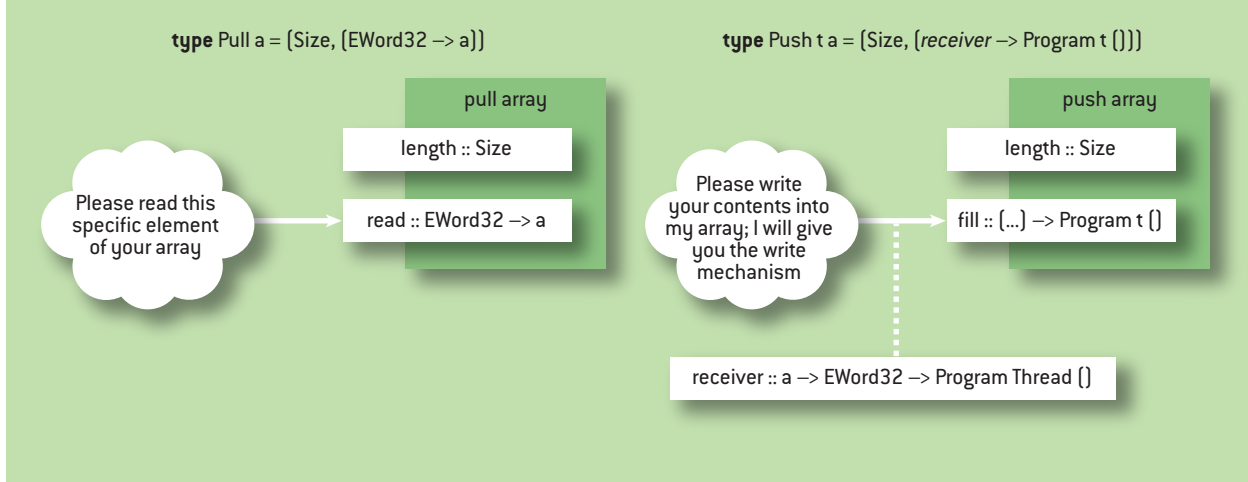 type Pull a = (Size, (EWord32 –> a))
pull array
length :: Size
Please read this
specific element
of your array
read :: EWord32 –> a
type Push t a = (Size, (receiver –> Program t ()))
push array
length :: Size
Please write
your contents into
my array; I will give
you the write
mechanism
fill :: (...) –> Program t ()
receiver :: a –> EWord32 –> Program Thread ()